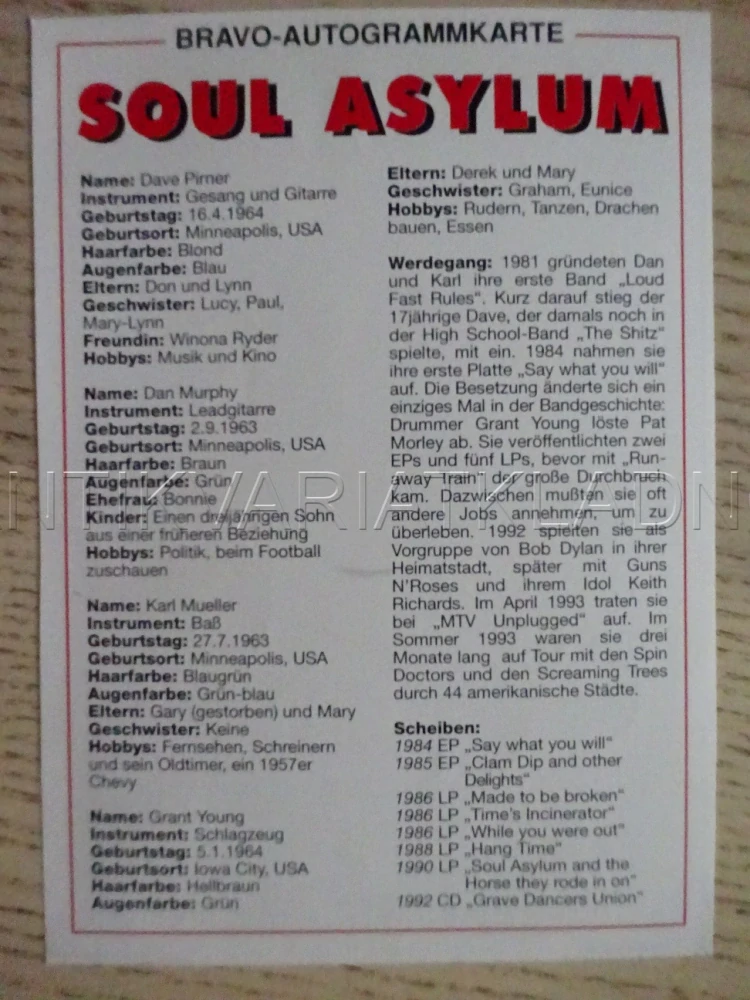 BRAVO-AUTOGRAMMKARTE
SOUL ASYLUM
Name: Dave Pirner
Instrument: Gesang und Gitarre
Geburtstag: 16.4.1964
Geburtsort: Minneapolis, USA
Haarfarbe: Blond
Augenfarbe: Blau
Eltern: Don und Lynn
Geschwister: Lucy, Paul,
Mary-Lynn
Freundin: Winona Ryder
Hobbys: Musik und Kino
Name: Dan Murphy
Instrument: Leadgitarre
Geburtstag: 2.9.1963
Geburtsort: Minneapolis, USA
Haarfarbe: Braun
Augenfarbe: Grün
Ehefrau: Bonnie
Kinder: Einen dreijährigen Sohn
aus einer früheren Beziehung
Hobbys: Politik, beim Football
zuschauen
Name: Karl Mueller
Instrument: Baß
Geburtstag: 27.7.1963
Geburtsort: Minneapolis, USA
Haarfarbe: Blaugrün
Augenfarbe: Grün-blau
Eltern: Gary (gestorben) und Mary
Geschwister: Keine
Hobbys: Fernsehen, Schreinern
und sein Oldtimer, ein 1957er
Chevy
Name: Grant Young
Instrument: Schlagzeug
Geburtstag: 5.1.1964
Geburtsort: Iowa City, USA
Haarfarbe: Hellbraun
Augenfarbe: Grün
Eltern: Derek und Mary
Geschwister: Graham, Eunice
Hobbys: Rudern, Tanzen, Drachen
bauen, Essen
Werdegang: 1981 gründeten Dan
und Karl ihre erste Band „Loud
Fast Rules“. Kurz darauf stieg der
17jährige Dave, der damals noch in
der High School-Band „The Shitz“
spielte, mit ein. 1984 nahmen sie
ihre erste Platte „Say what you will“
auf. Die Besetzung änderte sich ein
einziges Mal in der Bandgeschichte:
Drummer Grant Young löste Pat
Morley ab. Sie veröffentlichten zwei
EPs und fünf LPs, bevor mit „Run-
away Train“ der große Durchbruch
kam. Dazwischen mußten sie oft
andere Jobs annehmen, um zu
überleben. 1992 spielten sie als
Vorgruppe von Bob Dylan in ihrer
Heimatstadt, später mit Guns
N'Roses und ihrem Idol Keith
Richards. Im April 1993 traten sie
bei „MTV Unplugged“ auf. Im
Sommer 1993 waren sie drei
Monate lang auf Tour mit den Spin
Doctors und den Screaming Trees
durch 44 amerikanische Städte.
Scheiben:
1984 EP „Say what you will“
1985 EP „Clam Dip and other
Delights“
1986 LP „Made to be broken“
1986 LP „Time's Incinerator“
1986 LP „While you were out“
1988 LP „Hang Time“
1990 LP „Soul Asylum and the
Horse they rode in on“
1992 CD „Grave Dancers Union“
NTKVARIATKLADN